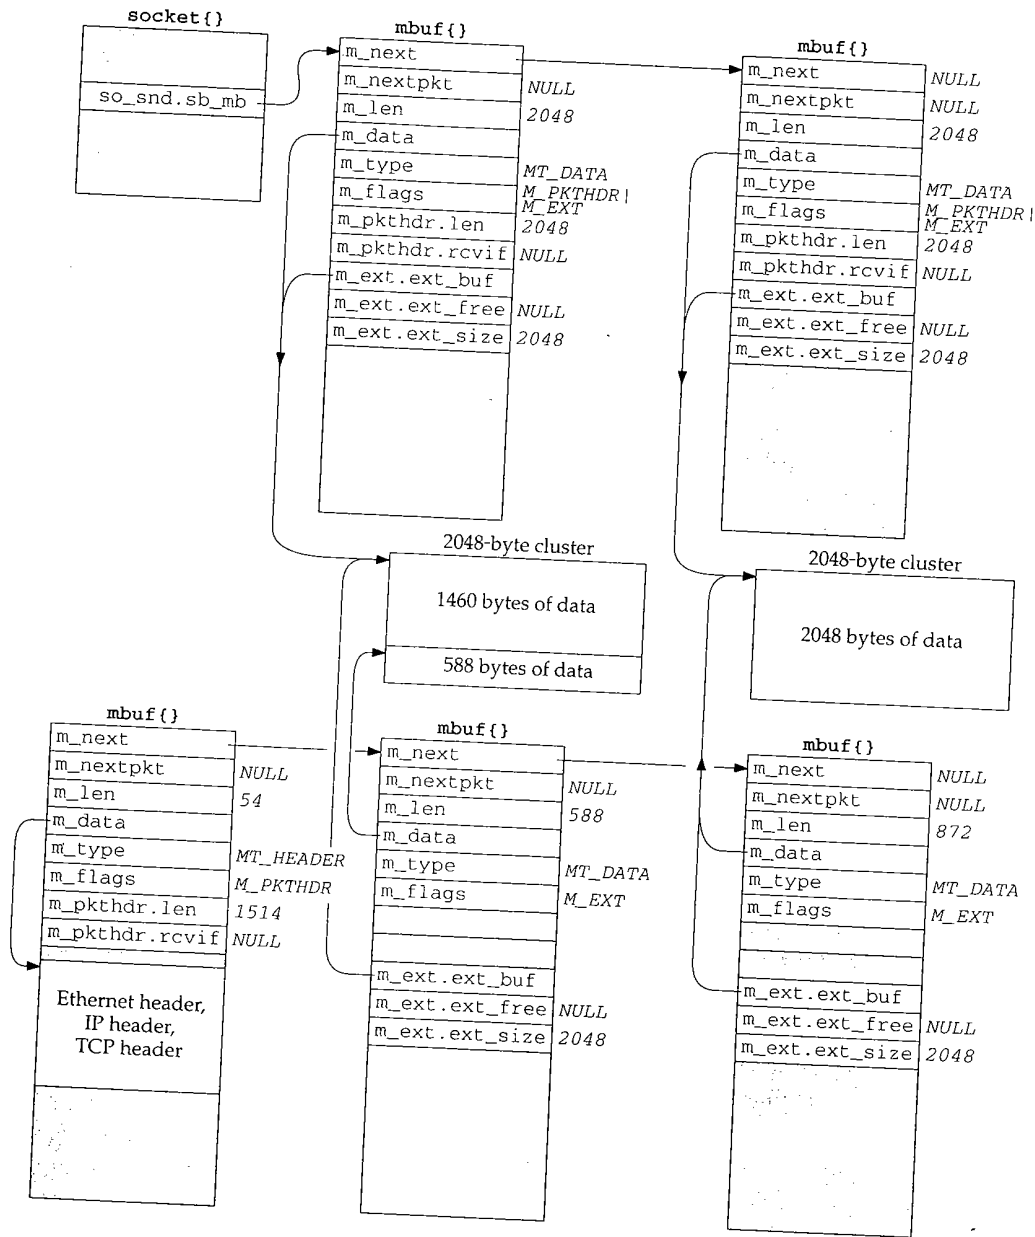 socket{}
so_snd.sb_mb
mbuf{}
m_next
m_nextpkt NULL
m_len 2048
m_data
m_type MT_DATA
m_flags M_PKTHDR|
M_EXT
m_pkthdr.len 2048
m_pkthdr.rcvif NULL
m_ext.ext_buf
m_ext.ext_free NULL
m_ext.ext_size 2048
mbuf{}
m_next NULL
m_nextpkt NULL
m_len 2048
m_data
m_type MT_DATA
m_flags M_PKTHDR|
M_EXT
m_pkthdr.len 2048
m_pkthdr.rcvif NULL
m_ext.ext_buf
m_ext.ext_free NULL
m_ext.ext_size 2048
2048-byte cluster
1460 bytes of data
588 bytes of data
2048-byte cluster
2048 bytes of data
mbuf{}
m_next
m_nextpkt NULL
m_len 54
m_data
m_type MT_HEADER
m_flags M_PKTHDR
m_pkthdr.len 1514
m_pkthdr.rcvif NULL
Ethernet header,
IP header,
TCP header
mbuf{}
m_next
m_nextpkt NULL
m_len 588
m_data
m_type MT_DATA
m_flags M_EXT
m_ext.ext_buf
m_ext.ext_free NULL
m_ext.ext_size 2048
mbuf{}
m_next NULL
m_nextpkt NULL
m_len 872
m_data
m_type MT_DATA
m_flags M_EXT
m_ext.ext_buf
m_ext.ext_free NULL
m_ext.ext_size 2048